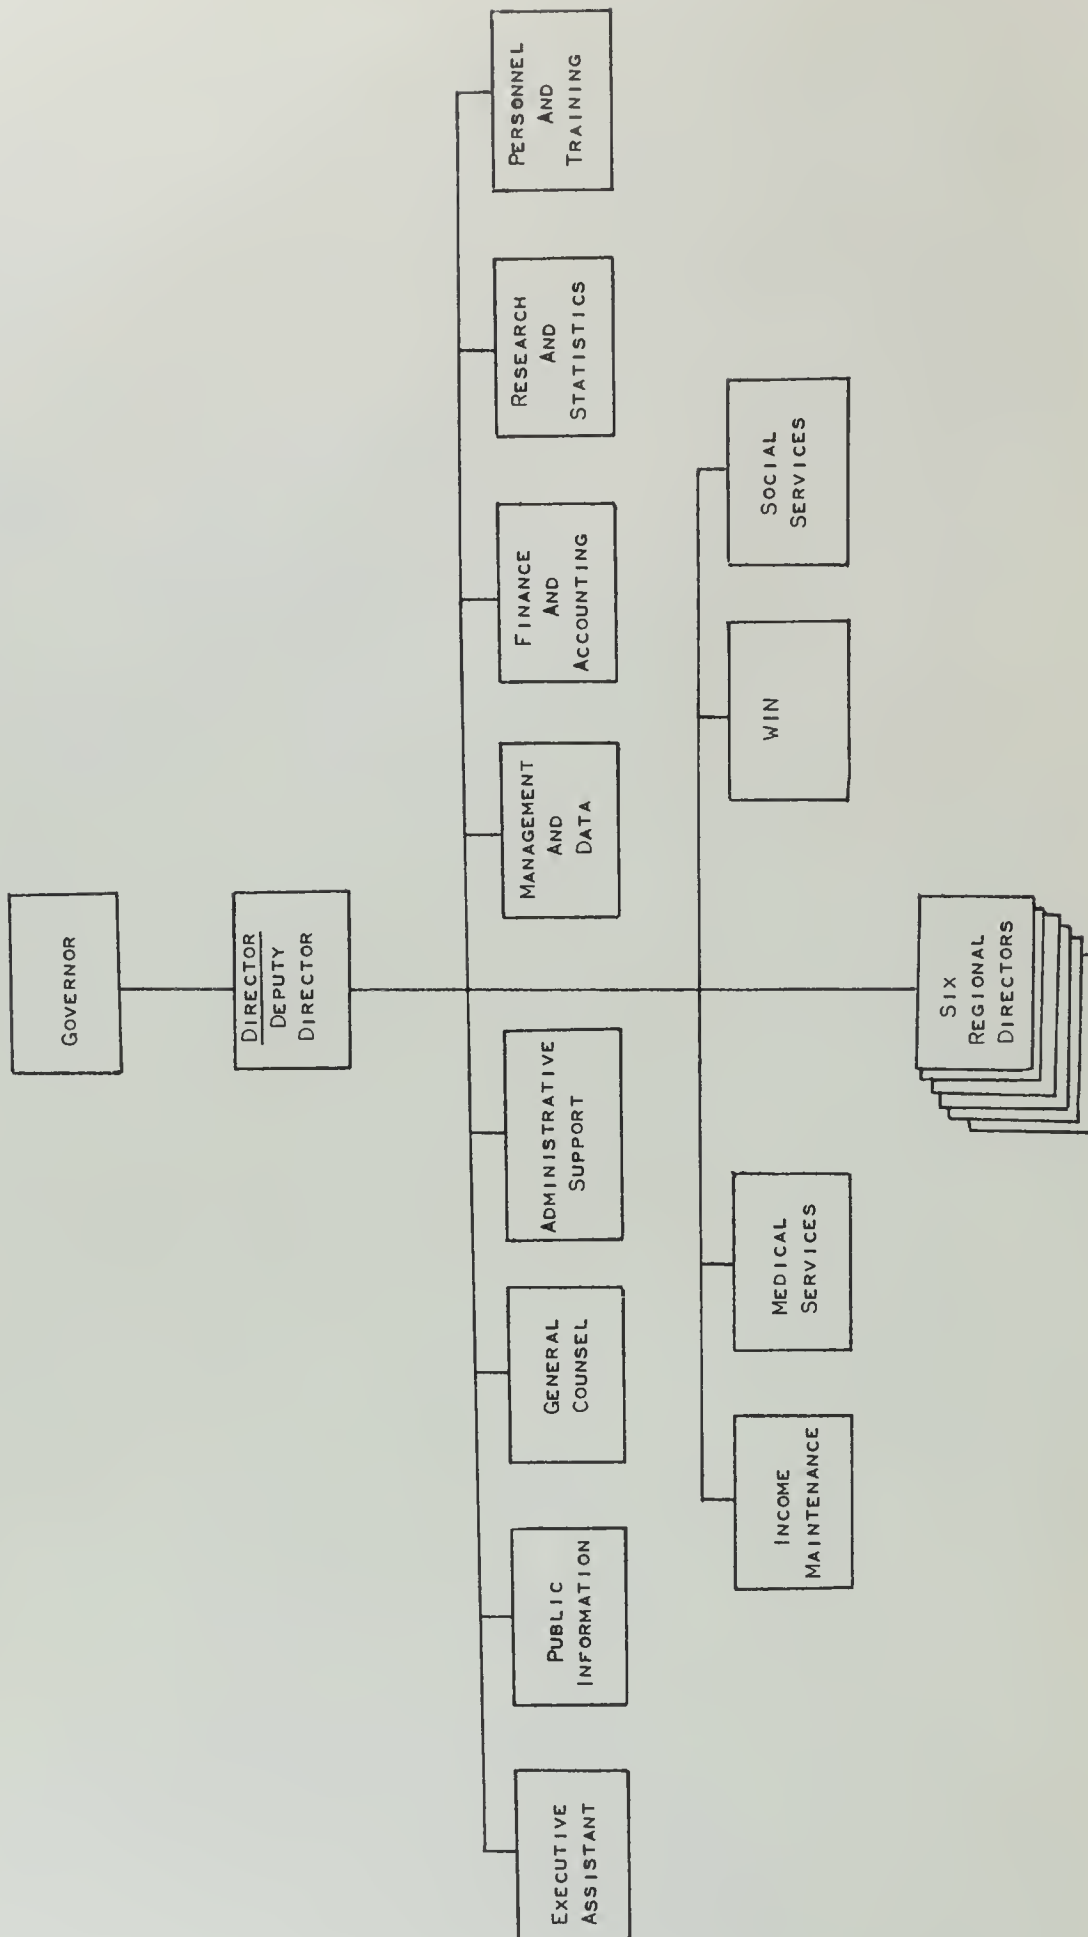 GOVERNOR
DIRECTOR
DEPUTY
DIRECTOR
EXECUTIVE
ASSISTANT
PUBLIC
INFORMATION
GENERAL
COUNSEL
ADMINISTRATIVE
SUPPORT
MANAGEMENT
AND
DATA
FINANCE
AND
ACCOUNTING
RESEARCH
AND
STATISTICS
PERSONNEL
AND
TRAINING
INCOME
MAINTENANCE
MEDICAL
SERVICES
WIN
SOCIAL
SERVICES
SIX
REGIONAL
DIRECTORS